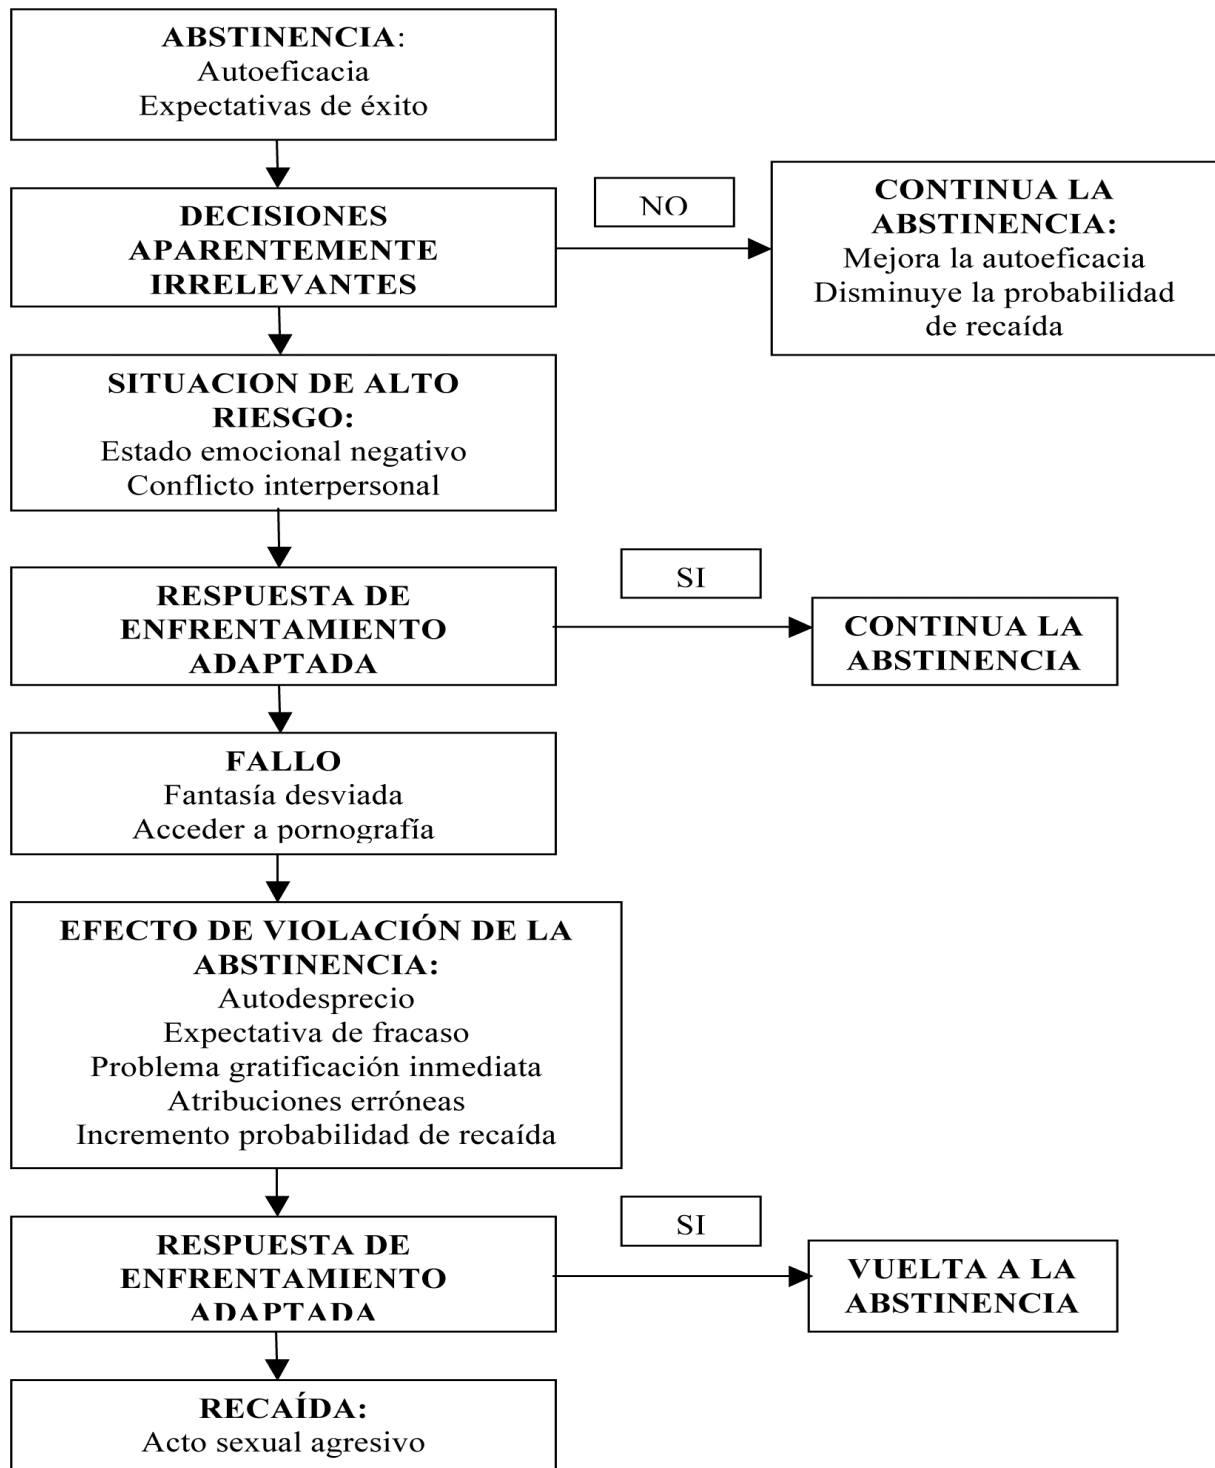 ABSTINENCIA:
Autoeficacia
Expectativas de éxito
DECISIONES
APARENTEMENTE
IRRELEVANTES
NO
CONTINUA LA
ABSTINENCIA:
Mejora la autoeficacia
Disminuye la probabilidad
de recaída
SITUACION DE ALTO
RIESGO:
Estado emocional negativo
Conflicto interpersonal
RESPUESTA DE
ENFRENTAMIENTO
ADAPTADA
SI
CONTINUA LA
ABSTINENCIA
FALLO
Fantasía desviada
Acceder a pornografía
EFECTO DE VIOLACIÓN DE LA
ABSTINENCIA:
Autodesprecio
Expectativa de fracaso
Problema gratificación inmediata
Atribuciones erróneas
Incremento probabilidad de recaída
RESPUESTA DE
ENFRENTAMIENTO
ADAPTADA
SI
VUELTA A LA
ABSTINENCIA
RECAÍDA:
Acto sexual agresivo